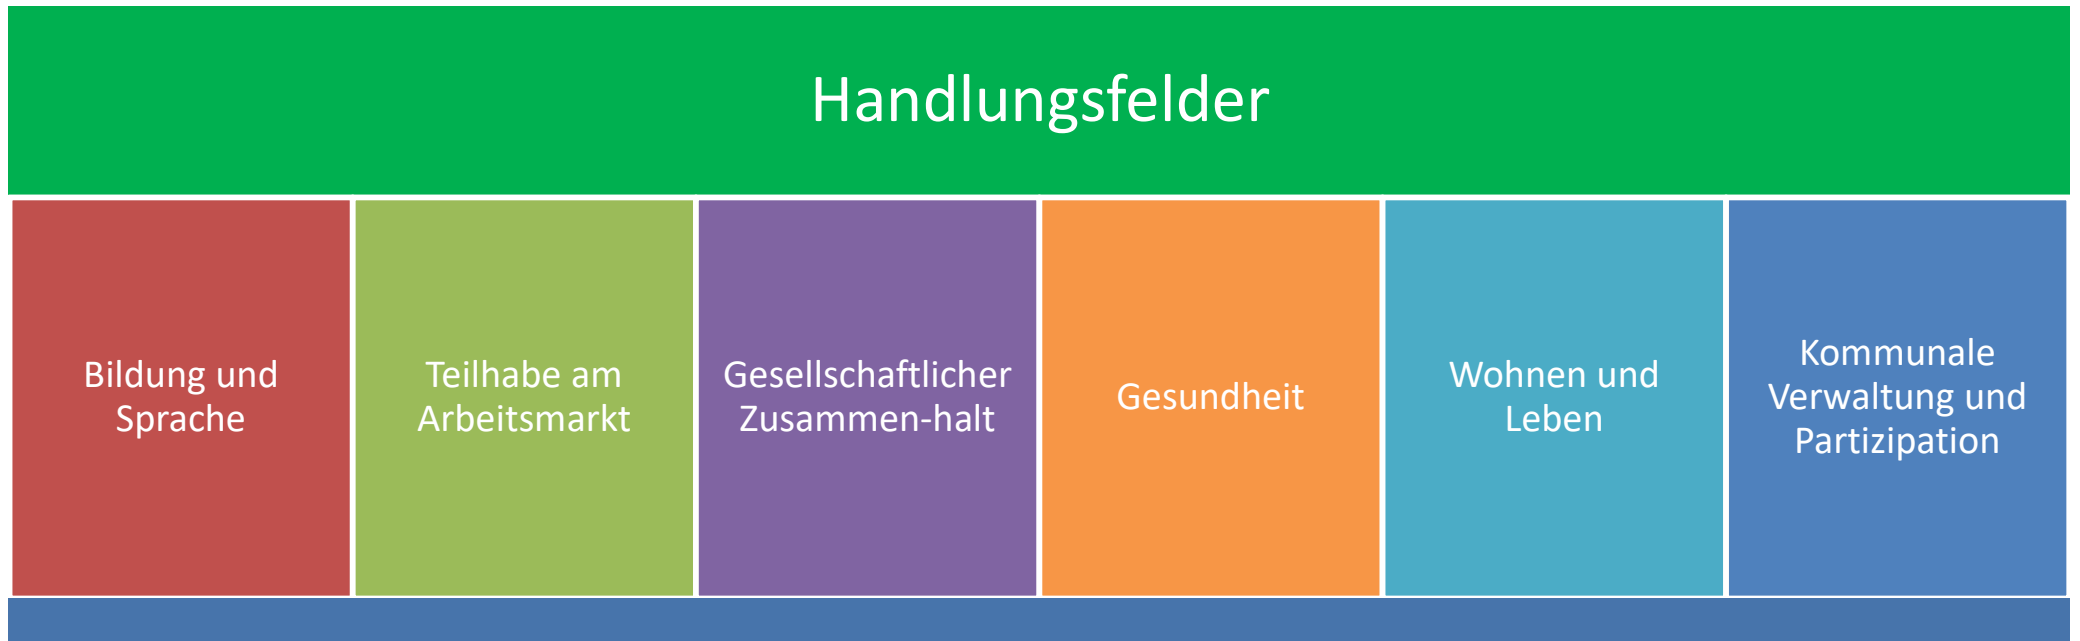 Handlungsfelder
Bildung und
Sprache
Teilhabe am
Arbeitsmarkt
Gesellschaftlicher
Zusammen-halt
Gesundheit
Wohnen und
Leben
Kommunale
Verwaltung und
Partizipation